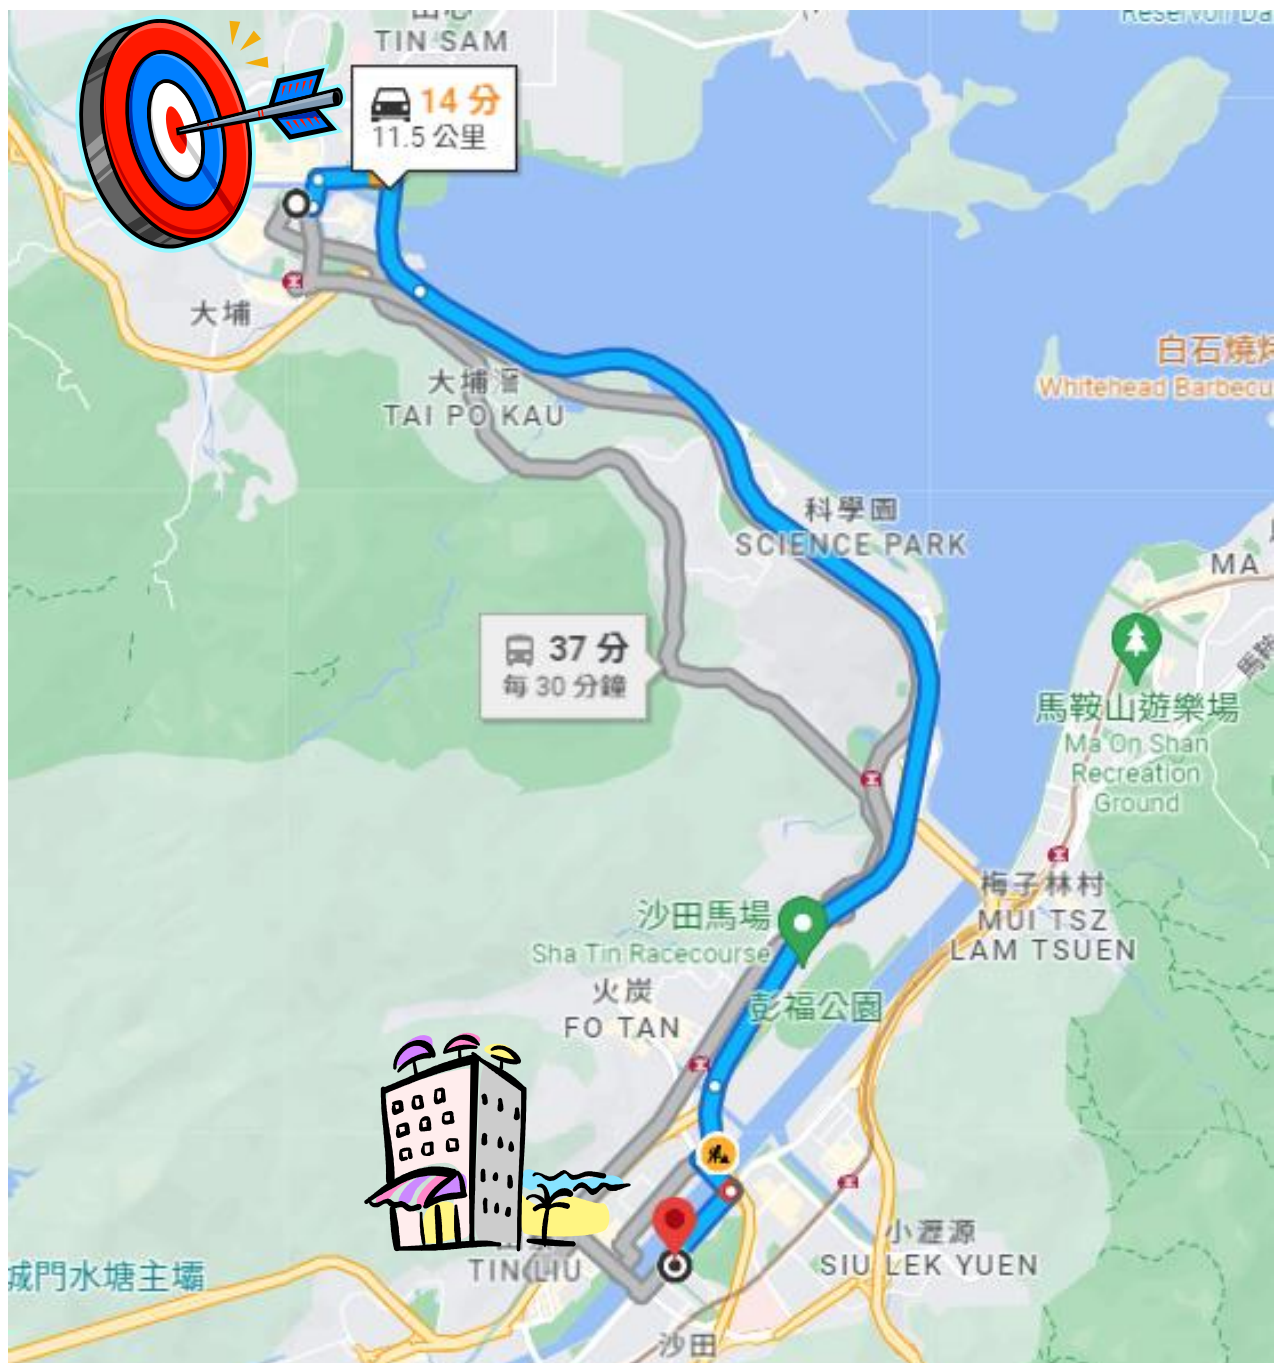 TIN SAM
14 分
11.5 公里
大埔
大埔滘
TAI PO KAU
白石燒烤
Whitehead Barbecu
科學園
SCIENCE PARK
MA
37 分
每 30 分鐘
馬鞍山遊樂場
Ma On Shan
Recreation
Ground
梅子林村
MUI TSZ
LAM TSUEN
沙田馬場
Sha Tin Racecourse
火炭
FO TAN
彭福公園
小瀝源
SIU LEK YUEN
TIN LIU
城門水塘主壩
沙田